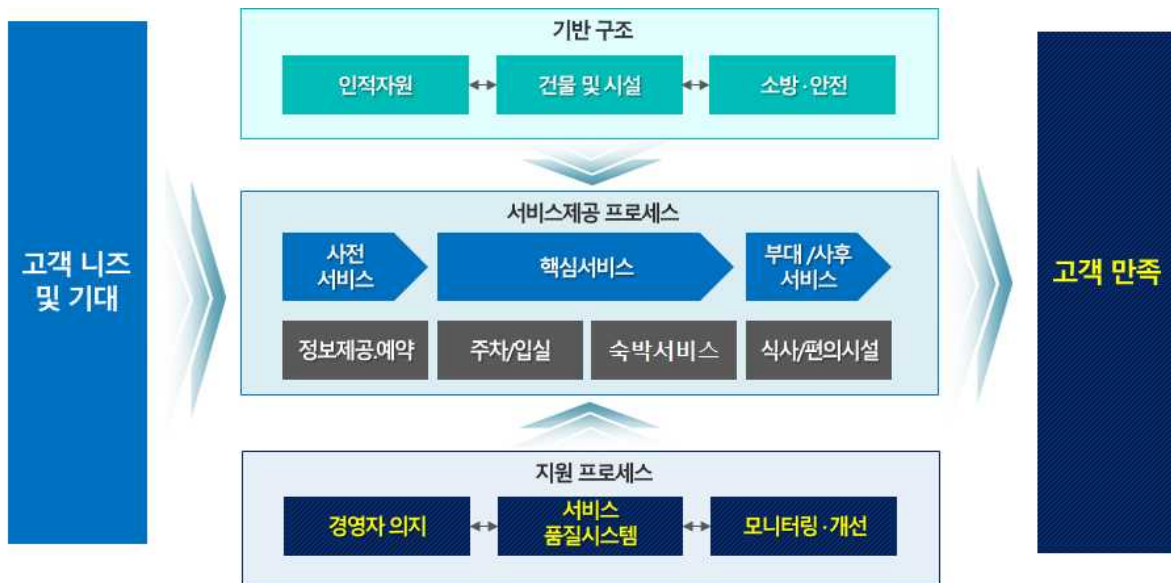 고객 니즈
및 기대
기반 구조
인적자원
건물 및 시설
소방·안전
서비스제공 프로세스
사전
서비스
핵심서비스
부대/사후
서비스
정보제공.예약
주차/입실
숙박서비스
식사/편의시설
지원 프로세스
경영자 의지
서비스
품질시스템
모니터링·개선
고객 만족